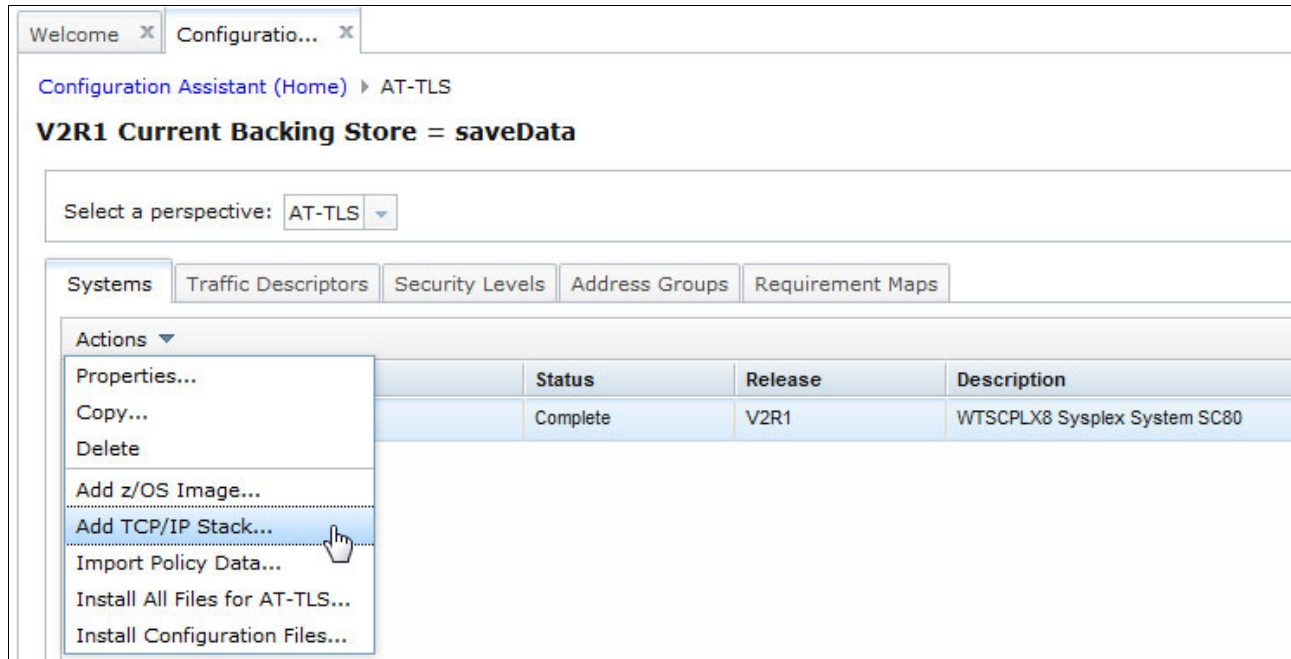 Welcome x Configuratio... x
Configuration Assistant (Home) AT-TLS
V2R1 Current Backing Store = saveData
Select a perspective: AT-TLS
Systems Traffic Descriptors Security Levels Address Groups Requirement Maps
Actions
Status Release Description
Complete V2R1 WTSCPLX8 Sysplex System SC80
Properties...
Copy...
Delete
Add z/OS Image...
Add TCP/IP Stack...
Import Policy Data...
Install All Files for AT-TLS...
Install Configuration Files...